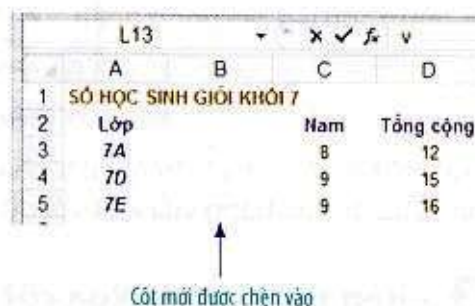 L13 fx v
A B C D
1 SỐ HỌC SINH GIỎI KHỐI 7
2 Lớp Nam Tổng cộng
3 7A 8 12
4 7D 9 15
5 7E 9 16
Cột mới được chèn vào